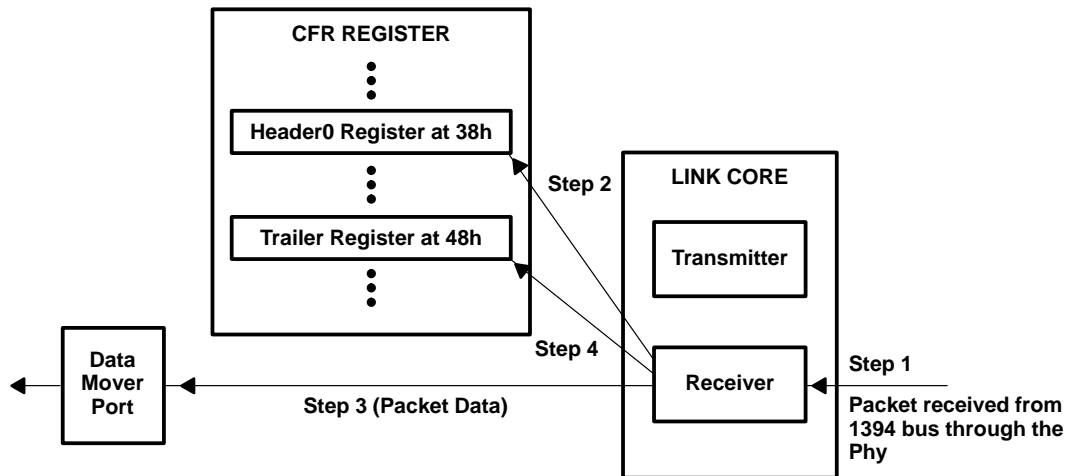 CFR REGISTER
Header0 Register at 38h
Trailer Register at 48h
Step 2
LINK CORE
Transmitter
Receiver
Step 4
Step 1
Packet received from
1394 bus through the
Phy
Step 3 (Packet Data)
Data
Mover
Port